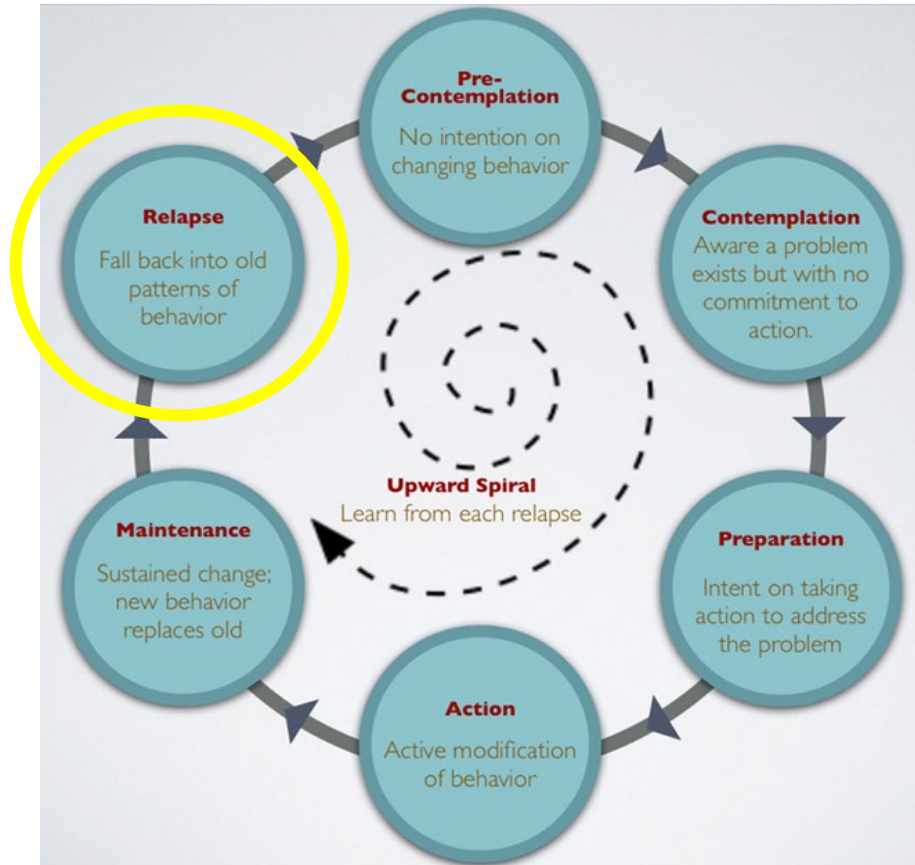 Pre-
Contemplation
No intention on
changing behavior
Contemplation
Aware a problem
exists but with no
commitment to
action.
Preparation
Intent on taking
action to address
the problem
Action
Active modification
of behavior
Maintenance
Sustained change;
new behavior
replaces old
Relapse
Fall back into old
patterns of
behavior
Upward Spiral
Learn from each relapse